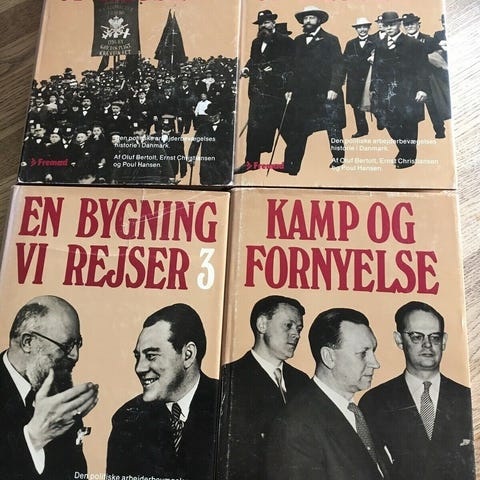 Den politiske arbejderbevægelses
historie i Danmark.
Af Oluf Bertolt, Ernst Christiansen
og Poul Hansen.
Fremad
Den politiske arbejderbevægelses
historie i Danmark.
Af Oluf Bertolt, Ernst Christiansen
og Poul Hansen.
Fremad
EN BYGNING
VI REJSER 3
KAMP OG
FORNYELSE